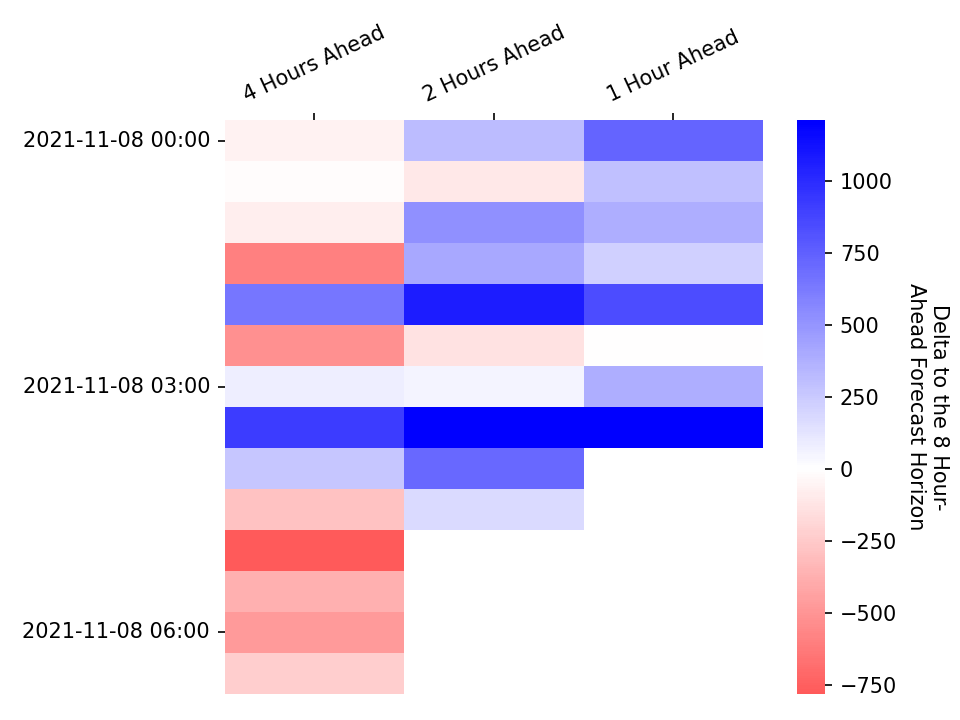 4 Hours Ahead
2 Hours Ahead
1 Hour Ahead
2021-11-08 00:00
2021-11-08 03:00
2021-11-08 06:00
1000
750
500
250
0
−250
−500
−750
Delta to the 8 Hour-
Ahead Forecast Horizon